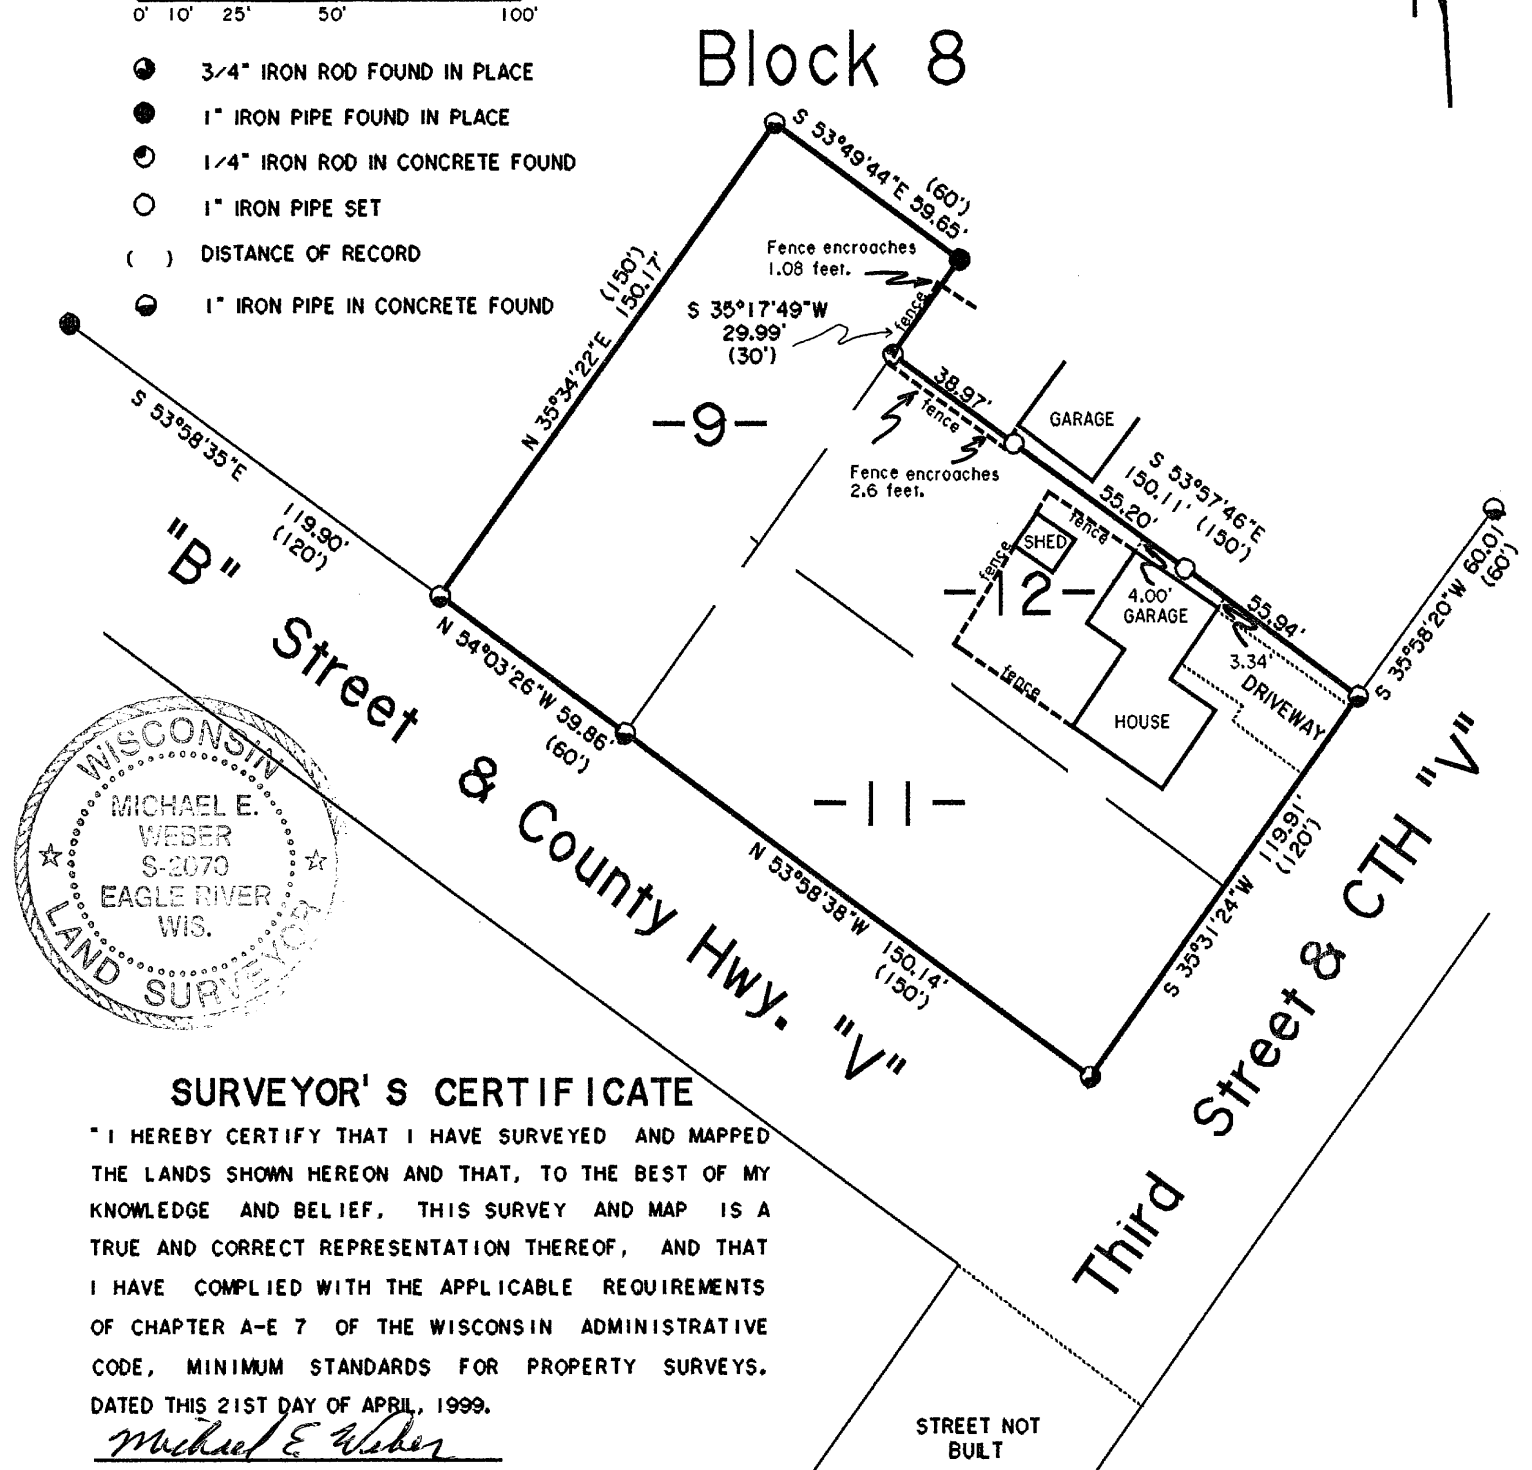 0' 10' 25' 50' 100'
3/4" IRON ROD FOUND IN PLACE
1" IRON PIPE FOUND IN PLACE
1/4" IRON ROD IN CONCRETE FOUND
1" IRON PIPE SET
( ) DISTANCE OF RECORD
1" IRON PIPE IN CONCRETE FOUND
Block 8
S 53°49'44"E 59.65'
(60')
Fence encroaches
1.08 feet.
fence
S 35°17'49"W
29.99'
(30')
N 35°34'22"E 150.17'
(150')
-9-
38.97'
fence
Fence encroaches
2.6 feet.
GARAGE
S 53°57'46"E
150.11' (150')
55.20'
fence
fence
SHED
-12-
4.00'
GARAGE
55.94'
3.34'
DRIVEWAY
HOUSE
fence
S 35°58'20"W 60.01
(60')
S 53°58'35"E 119.90'
(120')
N 54°03'26"W 59.86'
(60')
-11-
N 53°58'38"W 150.14'
(150')
S 35°31'24"W 119.91'
(120')
"B" Street & County Hwy. "V"
Third Street & CTH "V"
STREET NOT
BUILT
WISCONSIN
MICHAEL E.
WEBER
S-2070
EAGLE RIVER
WIS.
LAND SURVEYOR
SURVEYOR'S CERTIFICATE
"I HEREBY CERTIFY THAT I HAVE SURVEYED AND MAPPED
THE LANDS SHOWN HEREON AND THAT, TO THE BEST OF MY
KNOWLEDGE AND BELIEF, THIS SURVEY AND MAP IS A
TRUE AND CORRECT REPRESENTATION THEREOF, AND THAT
I HAVE COMPLIED WITH THE APPLICABLE REQUIREMENTS
OF CHAPTER A-E 7 OF THE WISCONSIN ADMINISTRATIVE
CODE, MINIMUM STANDARDS FOR PROPERTY SURVEYS.
DATED THIS 21ST DAY OF APRIL, 1999.
Michael E Weber